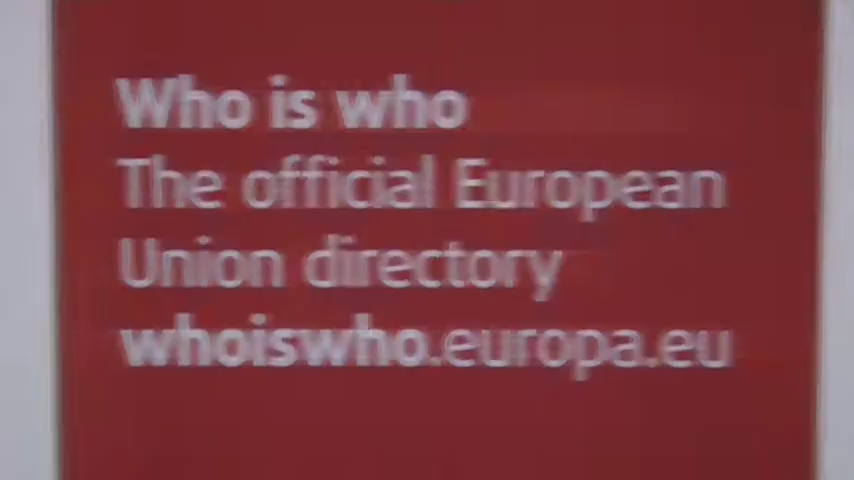 Who is who
The official European
Union directory
whoiswho.europa.eu